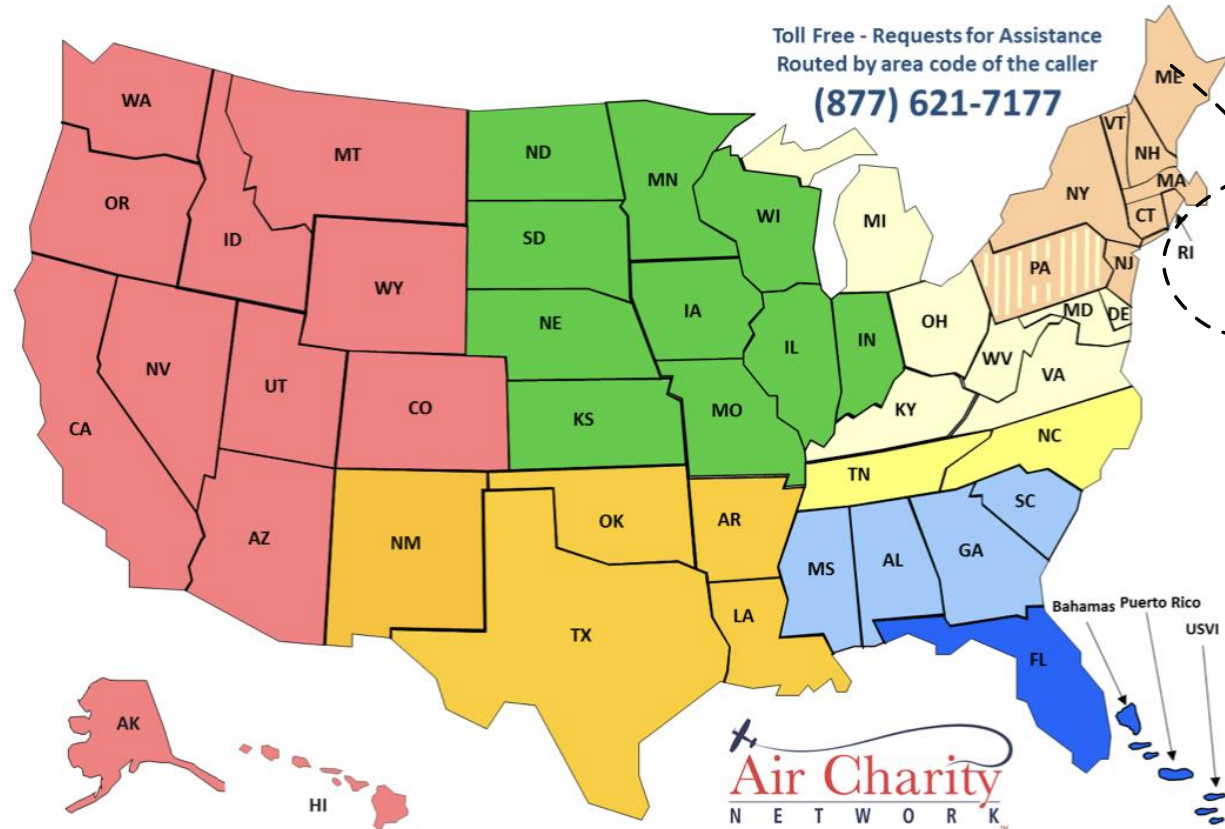 Toll Free - Requests for Assistance
Routed by area code of the caller
(877) 621-7177
WA
MT
ND
MN
ME
VT
NH
MA
NY
CT
RI
OR
ID
SD
WI
MI
WY
PA
NJ
NE
IA
IL
IN
OH
MD
DE
WV
VA
NV
UT
CO
KS
MO
KY
CA
NC
TN
AZ
NM
OK
AR
SC
MS
AL
GA
TX
LA
FL
Bahamas
Puerto Rico
USVI
AK
HI
Air Charity
NETWORK™